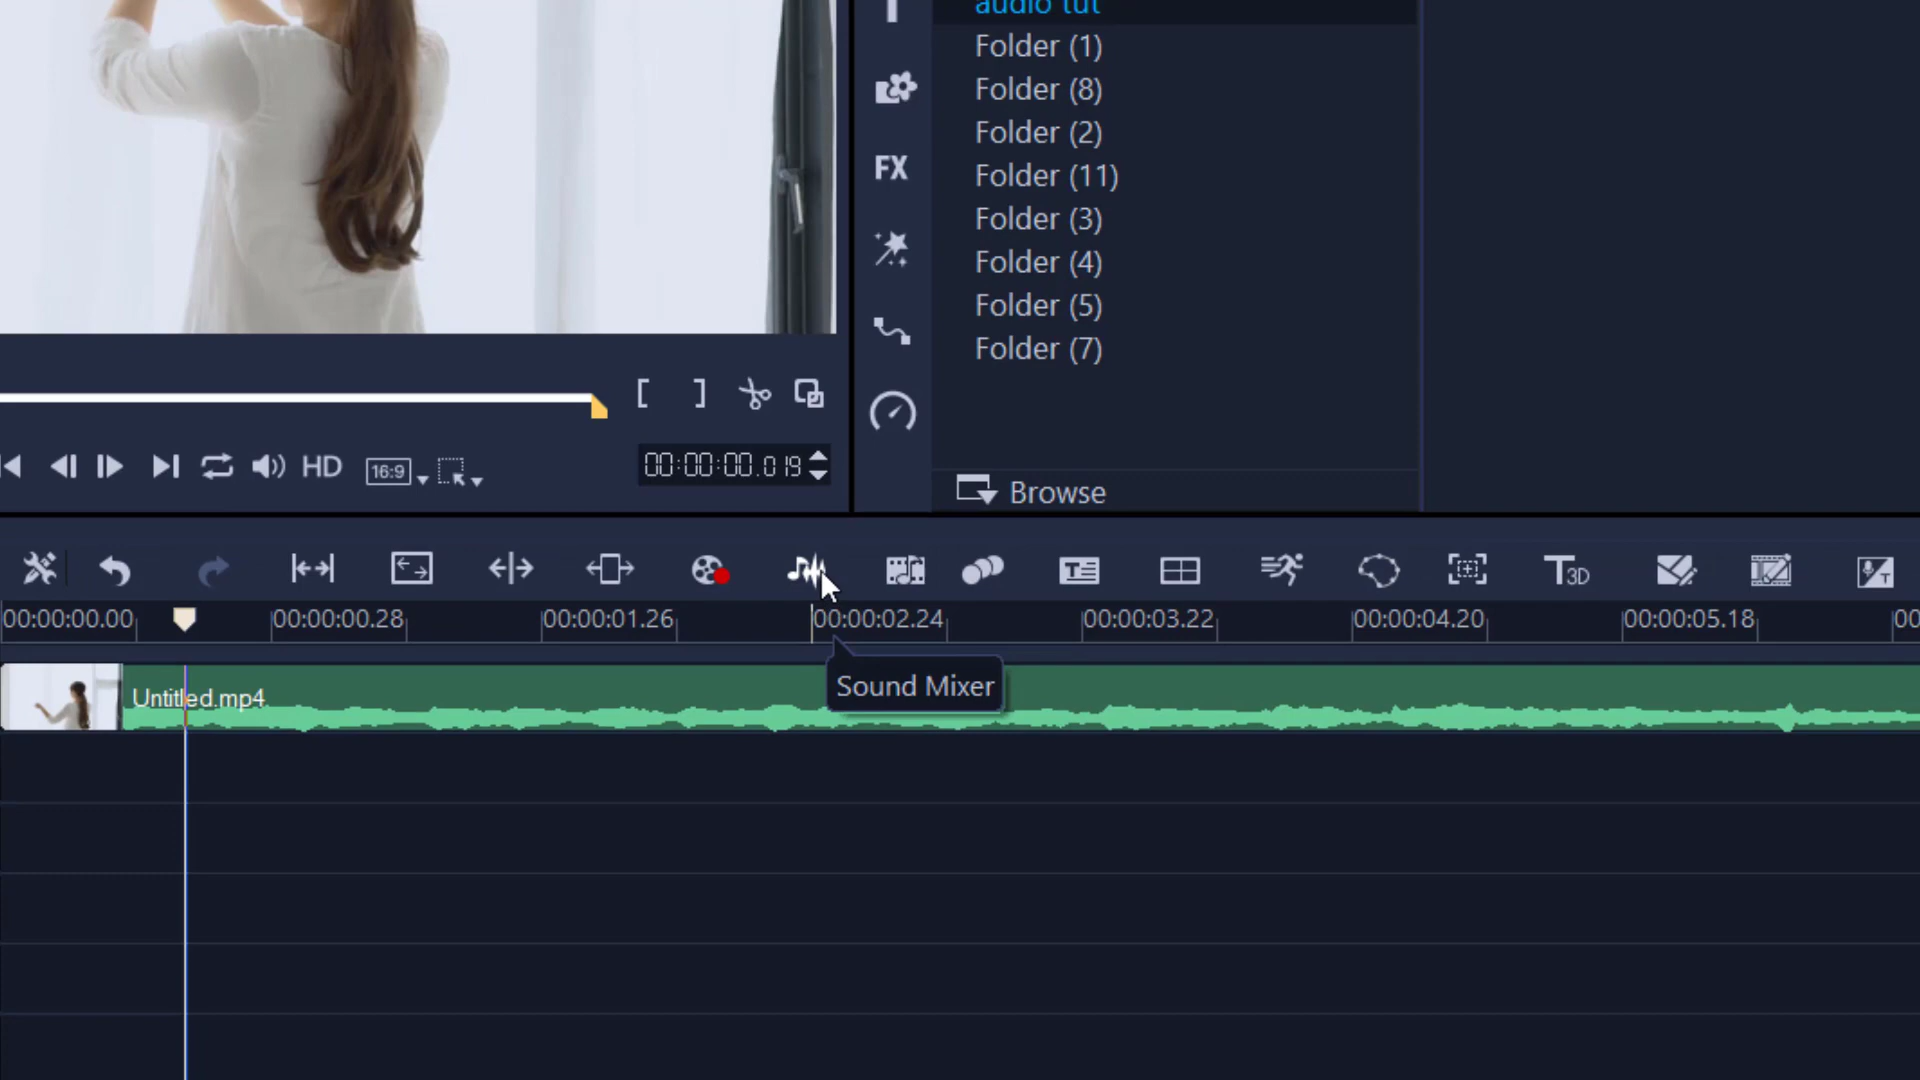 audio tut
Folder (1)
Folder (8)
Folder (2)
FX
Folder (11)
Folder (3)
Folder (4)
Folder (5)
Folder (7)
[ ]
HD
16:9
00:00:00.019
Browse
T3D
00:00:00.00
00:00:00.28
00:00:01.26
00:00:02.24
00:00:03.22
00:00:04.20
00:00:05.18
00
Sound Mixer
Untitled.mp4